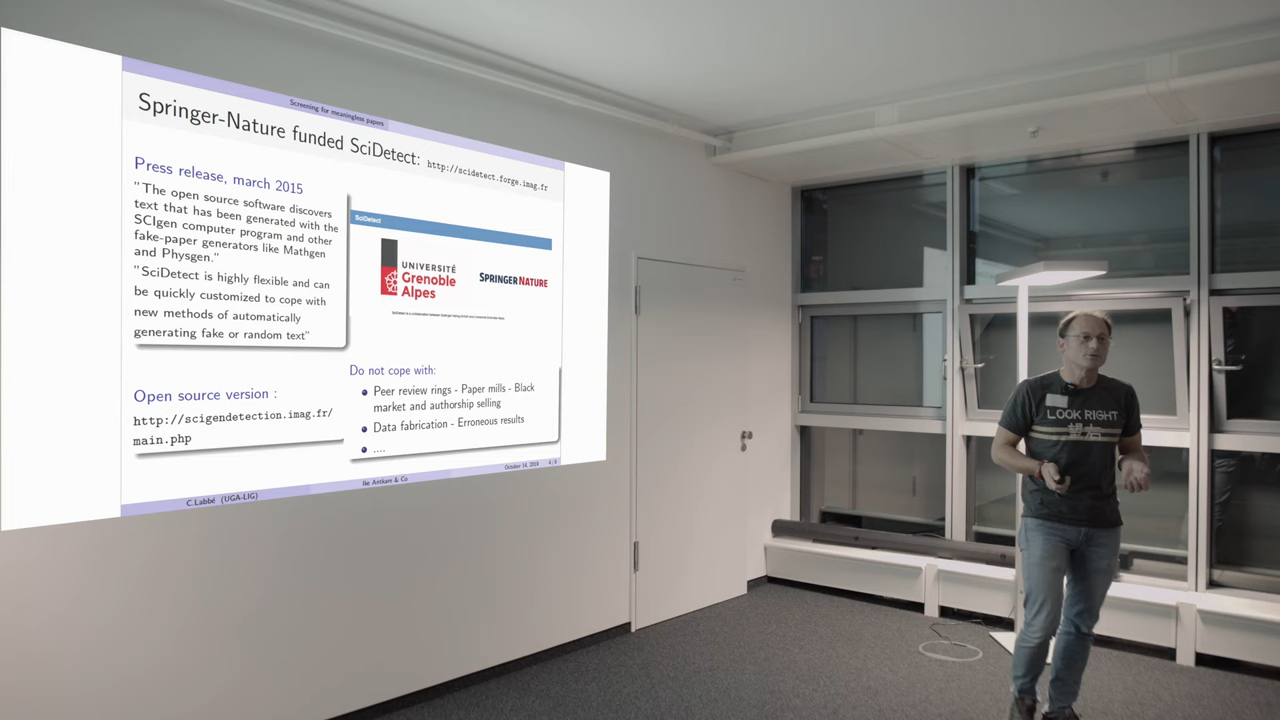 Screening for meaningless papers
Springer-Nature funded SciDetect: http://scidetect.forge.imag.fr
Press release, march 2015
"The open source software discovers
text that has been generated with the
SCIgen computer program and other
fake-paper generators like Mathgen
and Physgen."
"SciDetect is highly flexible and can
be quickly customized to cope with
new methods of automatically
generating fake or random text"
Open source version :
http://scigendetection.imag.fr/
main.php
SciDetect
UNIVERSITÉ
Grenoble
Alpes
SPRINGER NATURE
Do not cope with:
Peer review rings - Paper mills - Black
market and authorship selling
Data fabrication - Erroneous results
....
C.Labbé (UGA-LIG)
Ike Antkare & Co
October 14, 2019
LOOK RIGHT
望右